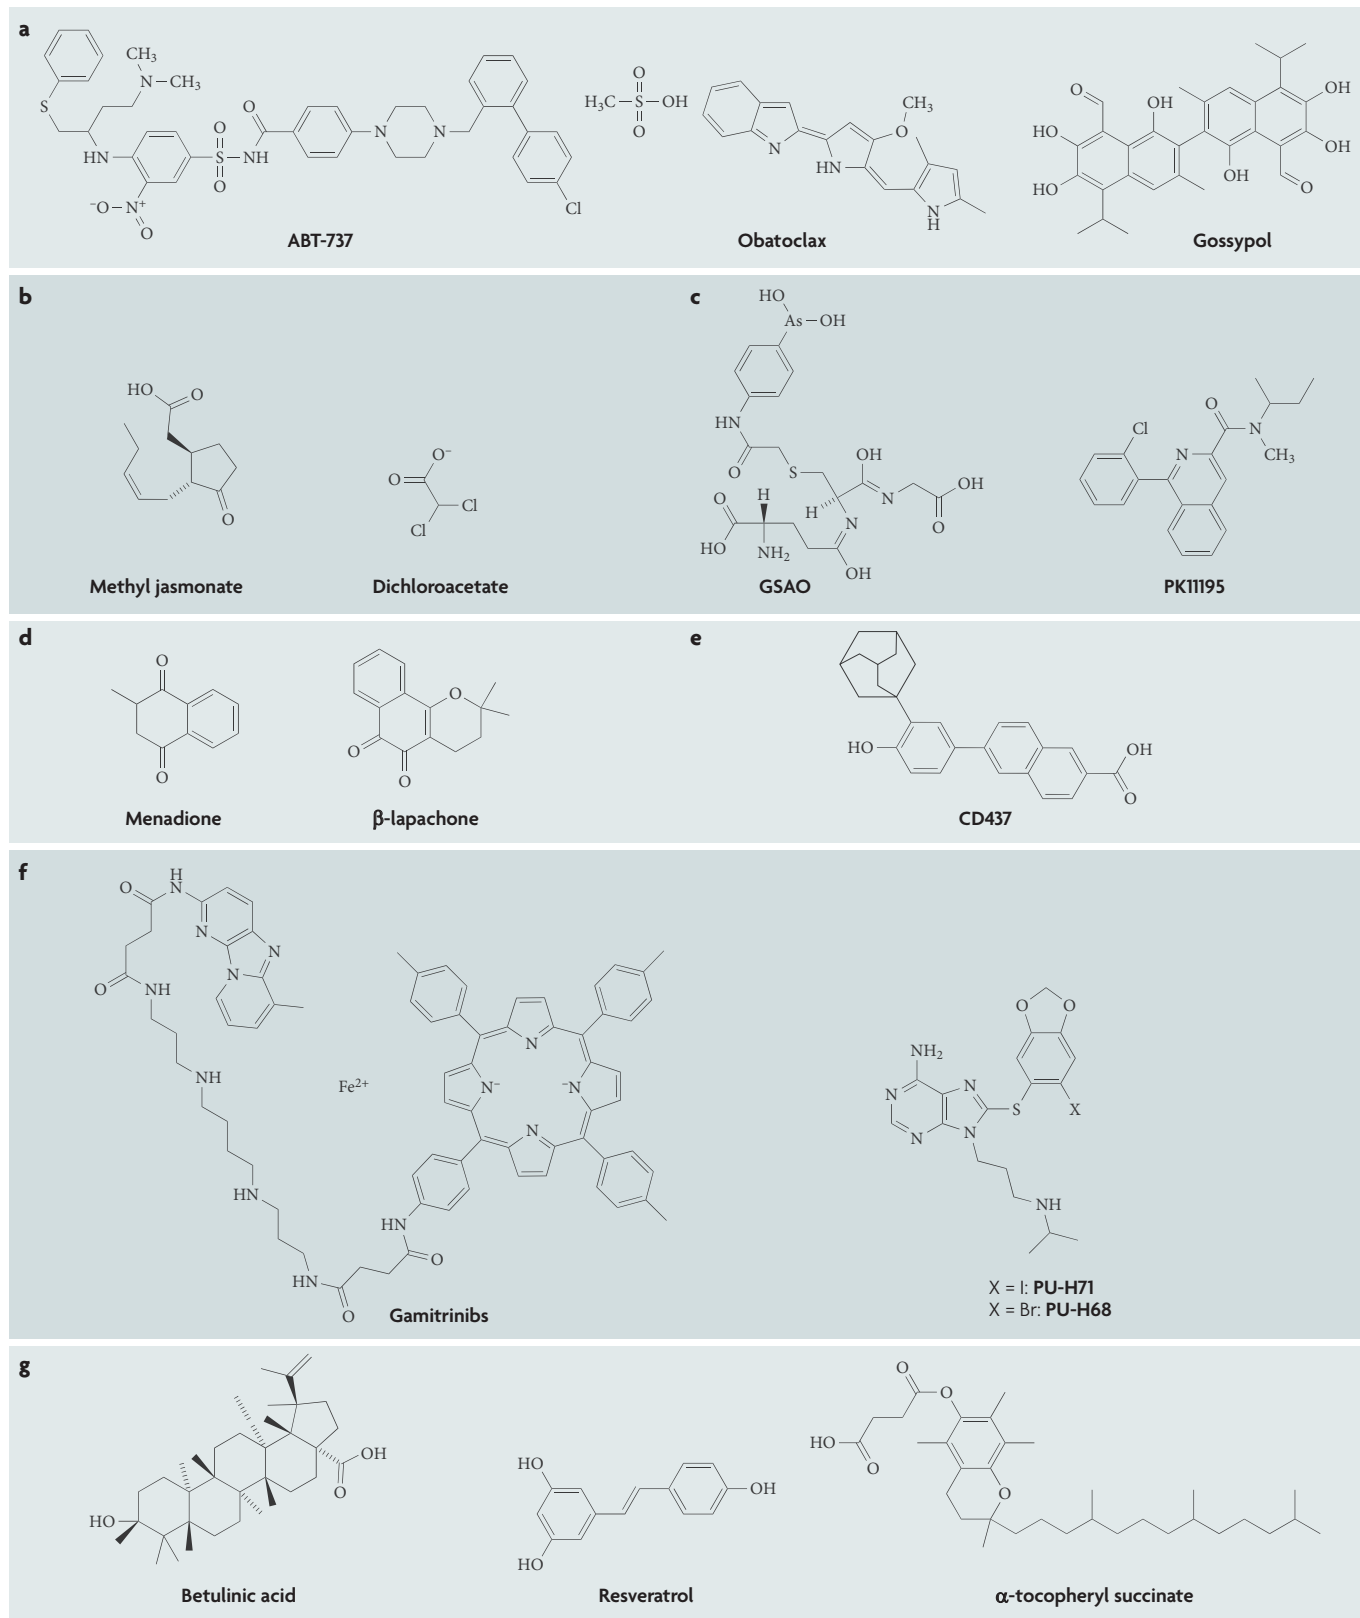 a
CH₃
N–CH₃
S
O
HN
S–NH
O
O
N
N
⁻O–N⁺
O
Cl
ABT-737
O
H₃C–S–OH
O
CH₃
O
N
HN
N
H
Obatoclax
O
OH
OH
HO
HO
OH
OH
O
Gossypol
b
HO
O
O
Methyl jasmonate
O⁻
O
Cl
Cl
Dichloroacetate
c
HO
As–OH
HN
O
S
OH
N
OH
O
H
N
O
H
HO
NH₂
OH
GSAO
O
Cl
N
N
CH₃
PK11195
d
O
O
Menadione
O
O
O
β-lapachone
e
HO
OH
O
CD437
f
H
O
N
N
N
N
O
NH
NH
HN
HN
O
HN
O
Fe²⁺
N
N⁻
⁻N
N
Gamitrinibs
O
O
NH₂
N
N
N
N
S
X
NH
X = I: PU-H71
X = Br: PU-H68
g
HO
OH
O
Betulinic acid
HO
OH
HO
Resveratrol
O
O
HO
O
O
α-tocopheryl succinate